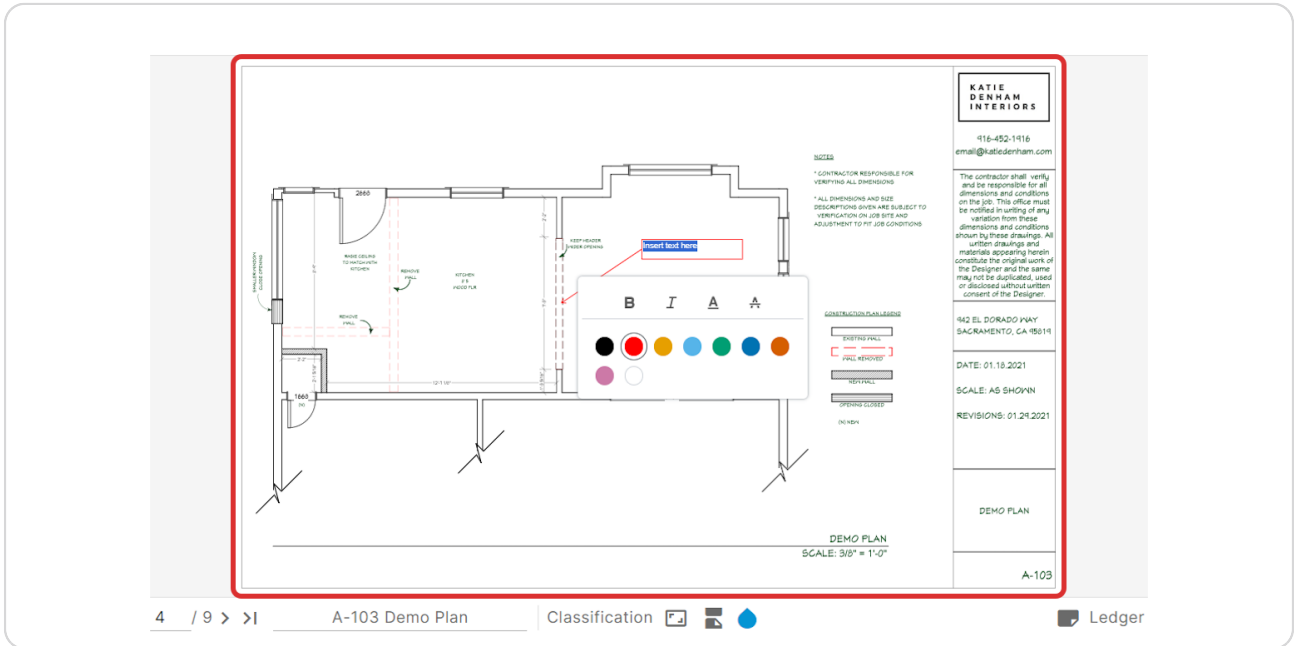 KATIE
DENHAM
INTERIORS
916-452-1916
email@katiedenham.com
The contractor shall verify
and be responsible for all
dimensions and conditions
on the job. This office must
be notified in writing of any
variation from these
dimensions and conditions
shown by these drawings. All
written drawings and
materials appearing herein
constitute the original work of
the Designer and the same
may not be duplicated, used
or disclosed without written
consent of the Designer.
942 EL DORADO WAY
SACRAMENTO, CA 95819
DATE: 01.18.2021
SCALE: AS SHOWN
REVISIONS: 01.29.2021
DEMO PLAN
A-103
NOTES
* CONTRACTOR RESPONSIBLE FOR
VERIFYING ALL DIMENSIONS
* ALL DIMENSIONS AND SIZE
DESCRIPTIONS GIVEN ARE SUBJECT TO
VERIFICATION ON JOB SITE AND
ADJUSTMENT TO FIT JOB CONDITIONS
2668
KEEP HEADER
UNDER OPENING
Insert text here
RAISE CEILING
TO MATCH WITH
KITCHEN
REMOVE
WALL
KITCHEN
WOOD FLR.
REMOVE
WALL
B I A A
CONSTRUCTION PLAN LEGEND
EXISTING WALL
WALL REMOVED
NEW WALL
OPENING CLOSED
(N) NEW
12'-1 1/8"
1668
(N)
DEMO PLAN
SCALE: 3/8" = 1'-0"
4 / 9 A-103 Demo Plan Classification Ledger